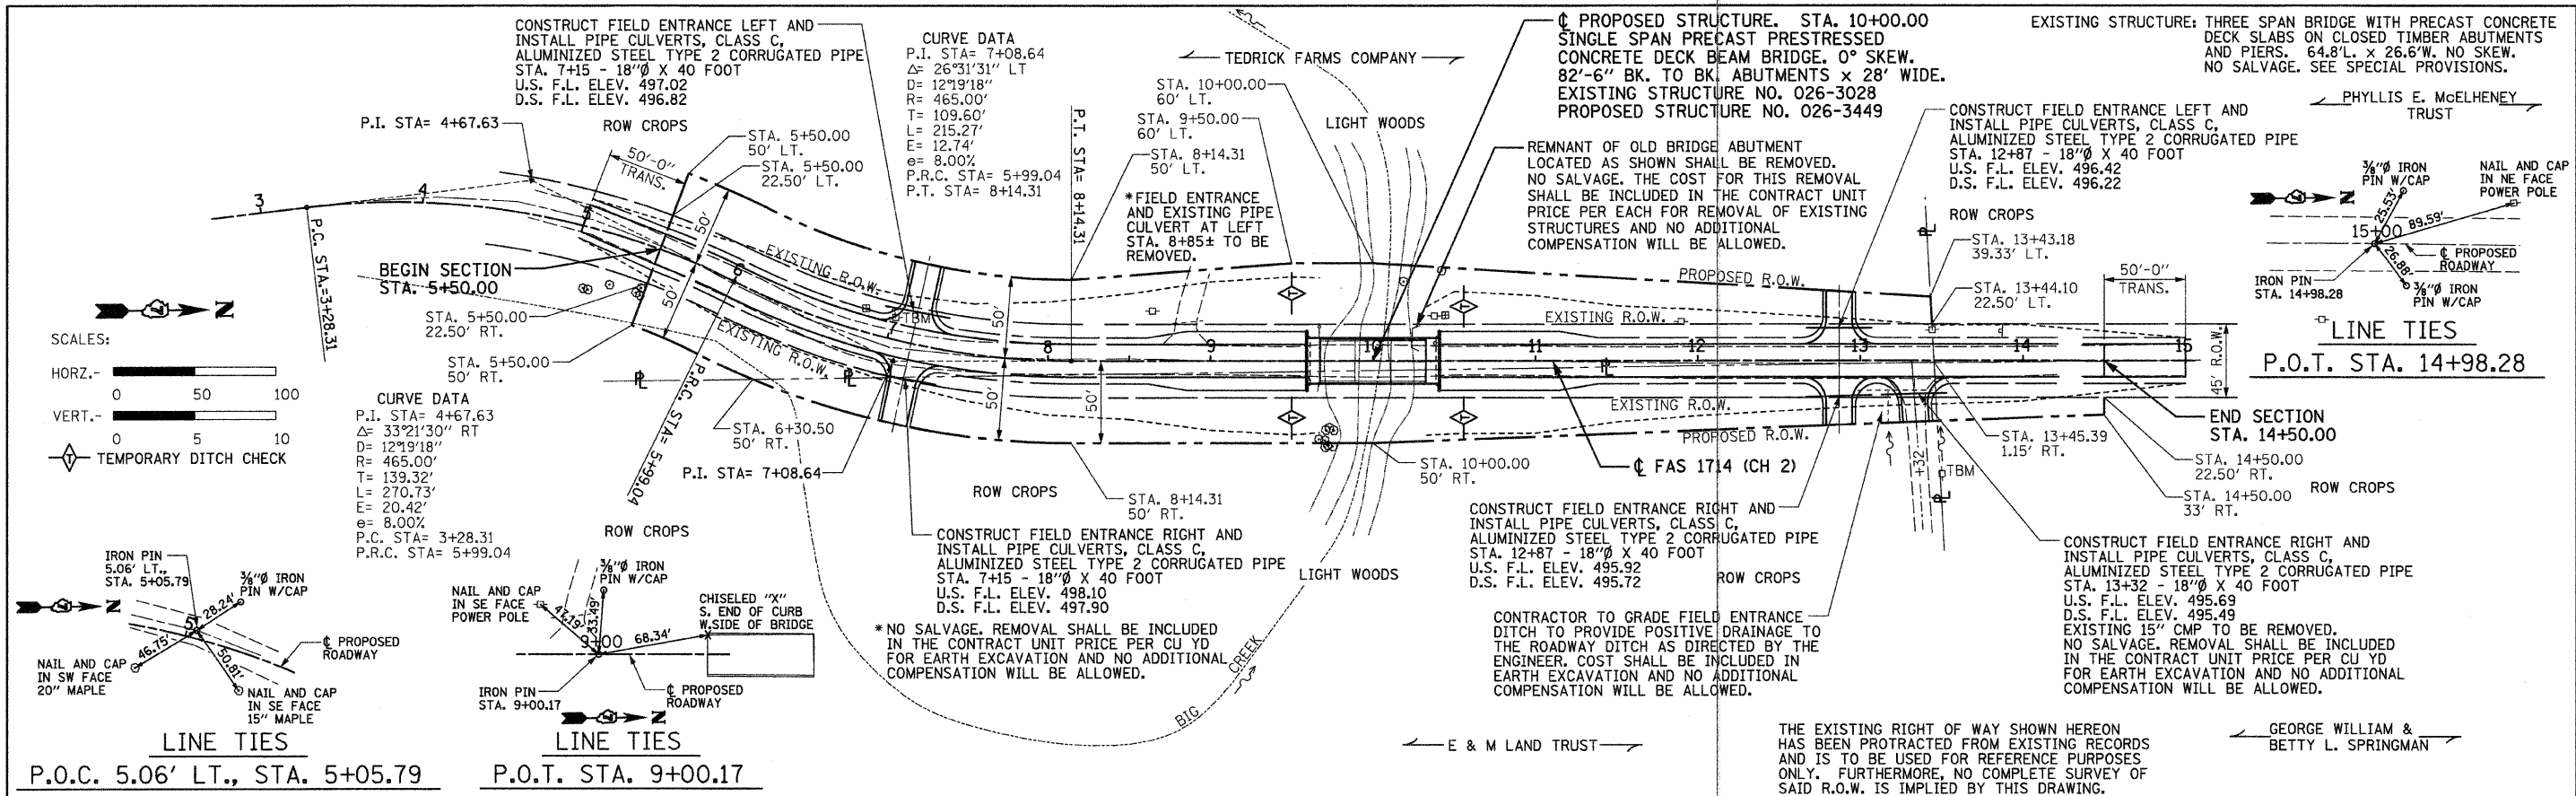 CONSTRUCT FIELD ENTRANCE LEFT AND
INSTALL PIPE CULVERTS, CLASS C,
ALUMINIZED STEEL TYPE 2 CORRUGATED PIPE
STA. 7+15 - 18"Ø X 40 FOOT
U.S. F.L. ELEV. 497.02
D.S. F.L. ELEV. 496.82
CURVE DATA
P.I. STA= 7+08.64
Δ= 26°31'31" LT
D= 12°19'18"
R= 465.00'
T= 109.60'
L= 215.27'
E= 12.74'
e= 8.00%
P.R.C. STA= 5+99.04
P.T. STA= 8+14.31
TEDRICK FARMS COMPANY
℄ PROPOSED STRUCTURE. STA. 10+00.00
SINGLE SPAN PRECAST PRESTRESSED
CONCRETE DECK BEAM BRIDGE. 0° SKEW.
82'-6" BK. TO BK. ABUTMENTS x 28' WIDE.
EXISTING STRUCTURE NO. 026-3028
PROPOSED STRUCTURE NO. 026-3449
EXISTING STRUCTURE: THREE SPAN BRIDGE WITH PRECAST CONCRETE
DECK SLABS ON CLOSED TIMBER ABUTMENTS
AND PIERS. 64.8'L. x 26.6'W. NO SKEW.
NO SALVAGE. SEE SPECIAL PROVISIONS.
PHYLLIS E. McELHENEY
TRUST
P.I. STA= 4+67.63
ROW CROPS
50'-0"
TRANS.
STA. 5+50.00
50' LT.
STA. 5+50.00
22.50' LT.
P.T. STA= 8+14.31
STA. 10+00.00
60' LT.
STA. 9+50.00
60' LT.
STA. 8+14.31
50' LT.
*FIELD ENTRANCE
AND EXISTING PIPE
CULVERT AT LEFT
STA. 8+85± TO BE
REMOVED.
LIGHT WOODS
REMNANT OF OLD BRIDGE ABUTMENT
LOCATED AS SHOWN SHALL BE REMOVED.
NO SALVAGE. THE COST FOR THIS REMOVAL
SHALL BE INCLUDED IN THE CONTRACT UNIT
PRICE PER EACH FOR REMOVAL OF EXISTING
STRUCTURES AND NO ADDITIONAL
COMPENSATION WILL BE ALLOWED.
CONSTRUCT FIELD ENTRANCE LEFT AND
INSTALL PIPE CULVERTS, CLASS C,
ALUMINIZED STEEL TYPE 2 CORRUGATED PIPE
STA. 12+87 - 18"Ø X 40 FOOT
U.S. F.L. ELEV. 496.42
D.S. F.L. ELEV. 496.22
ROW CROPS
STA. 13+43.18
39.33' LT.
STA. 13+44.10
22.50' LT.
50'-0"
TRANS.
⅜"Ø IRON
PIN W/CAP
NAIL AND CAP
IN NE FACE
POWER POLE
25.53'
89.59'
15+00
26.88'
℄ PROPOSED
ROADWAY
IRON PIN
STA. 14+98.28
⅜"Ø IRON
PIN W/CAP
N
LINE TIES
P.O.T. STA. 14+98.28
3
4
5
6
8
9
10
11
12
13
14
15
P.C. STA.=3+28.31
BEGIN SECTION
STA. 5+50.00
50'
50'
EXISTING R.O.W.
EXISTING R.O.W.
TBM
50'
50'
50'
PROPOSED R.O.W.
EXISTING R.O.W.
EXISTING R.O.W.
PROPOSED R.O.W.
45' R.O.W.
℄ FAS 1714 (CH 2)
+32
TBM
STA. 13+45.39
1.15' RT.
END SECTION
STA. 14+50.00
STA. 14+50.00
22.50' RT.
STA. 14+50.00
33' RT.
ROW CROPS
N
SCALES:
HORZ.-
0 50 100
VERT.-
0 5 10
T TEMPORARY DITCH CHECK
STA. 5+50.00
22.50' RT.
STA. 5+50.00
50' RT.
P.R.C. STA= 5+99.04
STA. 6+30.50
50' RT.
P.I. STA= 7+08.64
CURVE DATA
P.I. STA= 4+67.63
Δ= 33°21'30" RT
D= 12°19'18"
R= 465.00'
T= 139.32'
L= 270.73'
E= 20.42'
e= 8.00%
P.C. STA= 3+28.31
P.R.C. STA= 5+99.04
ROW CROPS
STA. 8+14.31
50' RT.
ROW CROPS
CONSTRUCT FIELD ENTRANCE RIGHT AND
INSTALL PIPE CULVERTS, CLASS C,
ALUMINIZED STEEL TYPE 2 CORRUGATED PIPE
STA. 7+15 - 18"Ø X 40 FOOT
U.S. F.L. ELEV. 498.10
D.S. F.L. ELEV. 497.90
*NO SALVAGE. REMOVAL SHALL BE INCLUDED
IN THE CONTRACT UNIT PRICE PER CU YD
FOR EARTH EXCAVATION AND NO ADDITIONAL
COMPENSATION WILL BE ALLOWED.
STA. 10+00.00
50' RT.
LIGHT WOODS
BIG
CREEK
CONSTRUCT FIELD ENTRANCE RIGHT AND
INSTALL PIPE CULVERTS, CLASS C,
ALUMINIZED STEEL TYPE 2 CORRUGATED PIPE
STA. 12+87 - 18"Ø X 40 FOOT
U.S. F.L. ELEV. 495.92
D.S. F.L. ELEV. 495.72
ROW CROPS
CONTRACTOR TO GRADE FIELD ENTRANCE
DITCH TO PROVIDE POSITIVE DRAINAGE TO
THE ROADWAY DITCH AS DIRECTED BY THE
ENGINEER. COST SHALL BE INCLUDED IN
EARTH EXCAVATION AND NO ADDITIONAL
COMPENSATION WILL BE ALLOWED.
CONSTRUCT FIELD ENTRANCE RIGHT AND
INSTALL PIPE CULVERTS, CLASS C,
ALUMINIZED STEEL TYPE 2 CORRUGATED PIPE
STA. 13+32 - 18"Ø X 40 FOOT
U.S. F.L. ELEV. 495.69
D.S. F.L. ELEV. 495.49
EXISTING 15" CMP TO BE REMOVED.
NO SALVAGE. REMOVAL SHALL BE INCLUDED
IN THE CONTRACT UNIT PRICE PER CU YD
FOR EARTH EXCAVATION AND NO ADDITIONAL
COMPENSATION WILL BE ALLOWED.
IRON PIN
5.06' LT.,
STA. 5+05.79
⅜"Ø IRON
PIN W/CAP
N
28.24'
5
46.75'
50.81'
℄ PROPOSED
ROADWAY
NAIL AND CAP
IN SW FACE
20" MAPLE
NAIL AND CAP
IN SE FACE
15" MAPLE
LINE TIES
P.O.C. 5.06' LT., STA. 5+05.79
⅜"Ø IRON
PIN W/CAP
NAIL AND CAP
IN SE FACE
POWER POLE
CHISELED "X"
S. END OF CURB
W.SIDE OF BRIDGE
47.19'
33.49'
9+00
68.34'
IRON PIN
STA. 9+00.17
℄ PROPOSED
ROADWAY
N
LINE TIES
P.O.T. STA. 9+00.17
E & M LAND TRUST
THE EXISTING RIGHT OF WAY SHOWN HEREON
HAS BEEN PROTRACTED FROM EXISTING RECORDS
AND IS TO BE USED FOR REFERENCE PURPOSES
ONLY. FURTHERMORE, NO COMPLETE SURVEY OF
SAID R.O.W. IS IMPLIED BY THIS DRAWING.
GEORGE WILLIAM &
BETTY L. SPRINGMAN